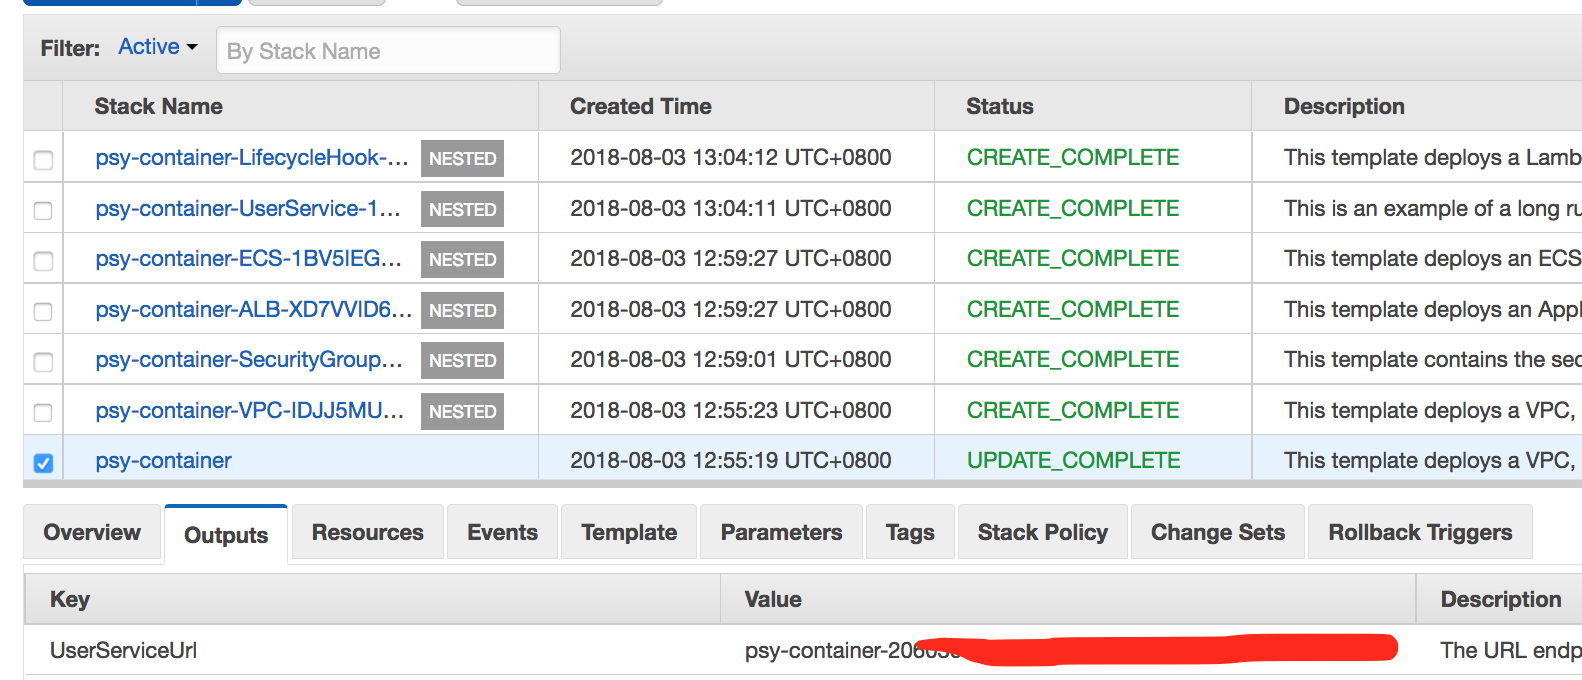 Filter: Active By Stack Name
Stack Name Created Time Status Description
psy-container-LifecycleHook-... NESTED 2018-08-03 13:04:12 UTC+0800 CREATE_COMPLETE This template deploys a Lamb
psy-container-UserService-1... NESTED 2018-08-03 13:04:11 UTC+0800 CREATE_COMPLETE This is an example of a long ru
psy-container-ECS-1BV5IEG... NESTED 2018-08-03 12:59:27 UTC+0800 CREATE_COMPLETE This template deploys an ECS
psy-container-ALB-XD7VVID6... NESTED 2018-08-03 12:59:27 UTC+0800 CREATE_COMPLETE This template deploys an Appl
psy-container-SecurityGroup... NESTED 2018-08-03 12:59:01 UTC+0800 CREATE_COMPLETE This template contains the sec
psy-container-VPC-IDJJ5MU... NESTED 2018-08-03 12:55:23 UTC+0800 CREATE_COMPLETE This template deploys a VPC,
psy-container 2018-08-03 12:55:19 UTC+0800 UPDATE_COMPLETE This template deploys a VPC,
Overview Outputs Resources Events Template Parameters Tags Stack Policy Change Sets Rollback Triggers
Key Value Description
UserServiceUrl psy-container-20603 The URL endp